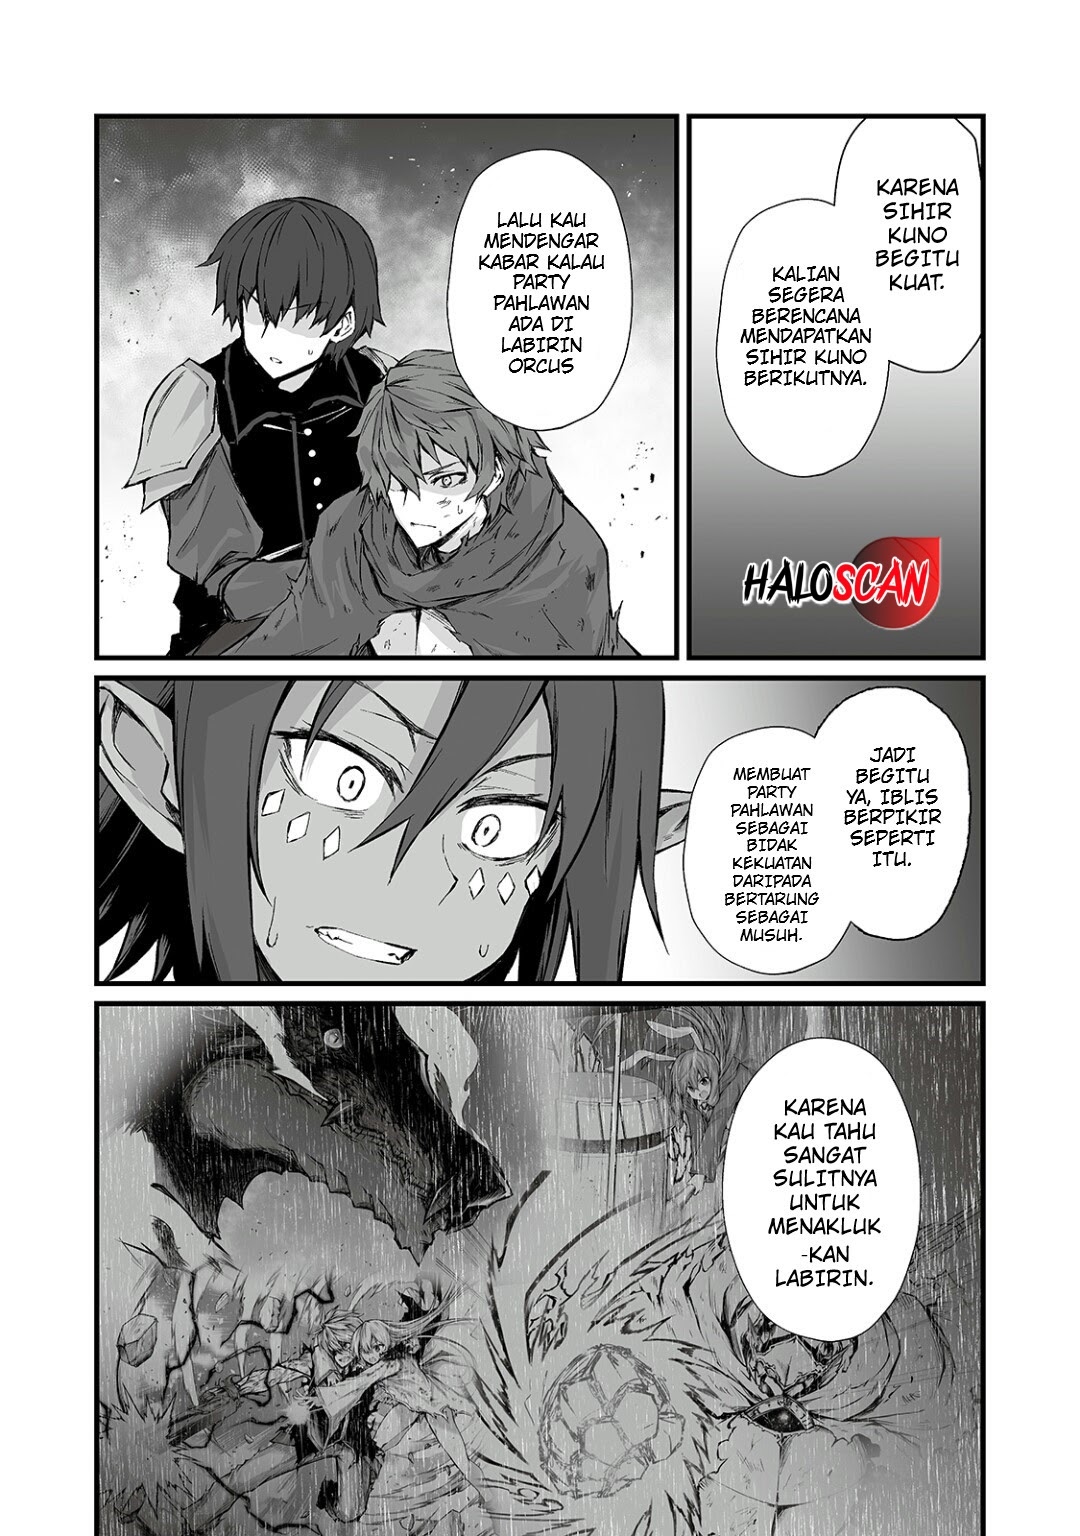 KARENA
SIHIR
KUNO
BEGITU
KUAT.
KALIAN
SEGERA
BERENCANA
MENDAPATKAN
SIHIR KUNO
BERIKUTNYA.
HALOSCAN
LALU KAU
MENDENGAR
KABAR KALAU
PARTY
PAHLAWAN
ADA DI
LABIRIN
ORCUS
JADI
BEGITU
YA, IBLIS
BERPIKIR
SEPERTI
ITU.
MEMBUAT
PARTY
PAHLAWAN
SEBAGAI
BIDAK
KEKUATAN
DARIPADA
BERTARUNG
SEBAGAI
MUSUH.
KARENA
KAU TAHU
SANGAT
SULITNYA
UNTUK
MENAKLUK
-KAN
LABIRIN.